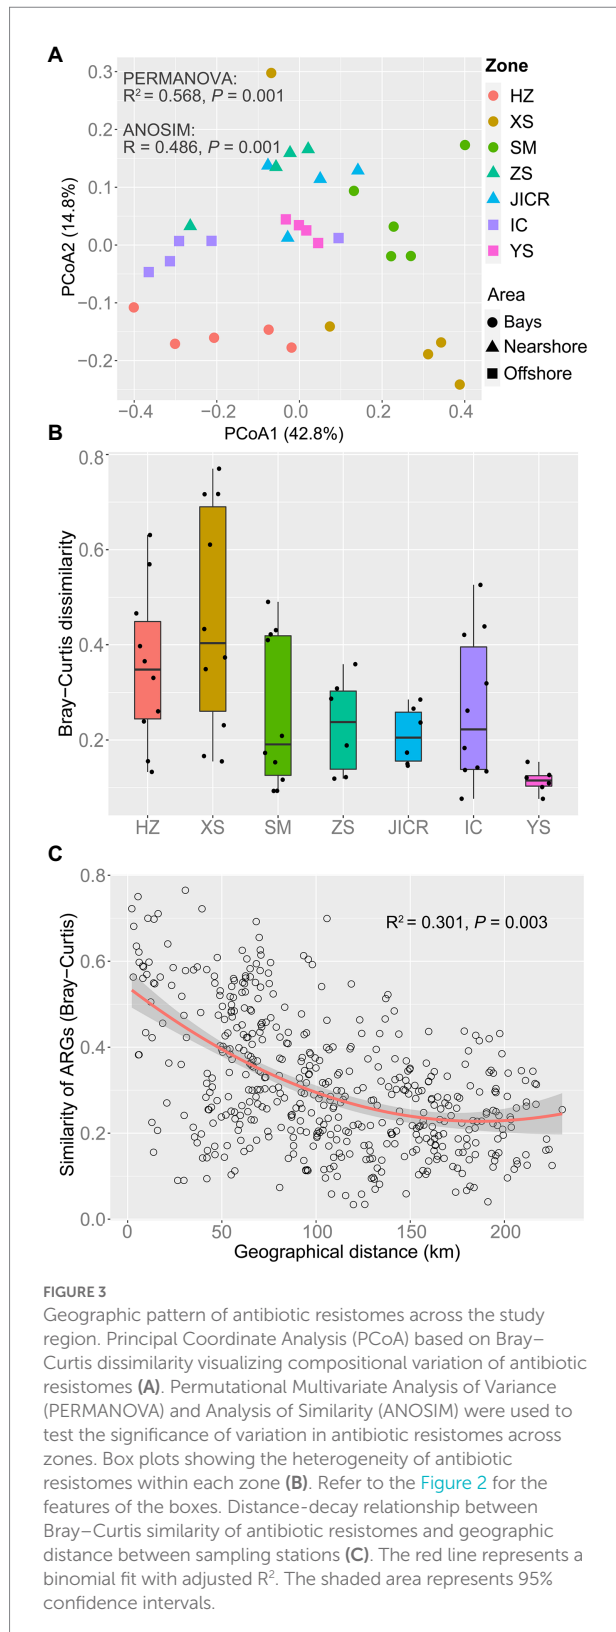 A
PERMANOVA:
R² = 0.568, P = 0.001
ANOSIM:
R = 0.486, P = 0.001
PCoA2 (14.8%)
0.3
0.2
0.1
0.0
−0.1
−0.2
−0.4
−0.2
0.0
0.2
0.4
PCoA1 (42.8%)
Zone
HZ
XS
SM
ZS
JICR
IC
YS
Area
Bays
Nearshore
Offshore
B
Bray−Curtis dissimilarity
0.8
0.6
0.4
0.2
HZ
XS
SM
ZS
JICR
IC
YS
C
Similarity of ARGs (Bray−Curtis)
0.8
0.6
0.4
0.2
0.0
R² = 0.301, P = 0.003
0
50
100
150
200
Geographical distance (km)
FIGURE 3
Geographic pattern of antibiotic resistomes across the study
region. Principal Coordinate Analysis (PCoA) based on Bray–
Curtis dissimilarity visualizing compositional variation of antibiotic
resistomes (A). Permutational Multivariate Analysis of Variance
(PERMANOVA) and Analysis of Similarity (ANOSIM) were used to
test the significance of variation in antibiotic resistomes across
zones. Box plots showing the heterogeneity of antibiotic
resistomes within each zone (B). Refer to the Figure 2 for the
features of the boxes. Distance-decay relationship between
Bray–Curtis similarity of antibiotic resistomes and geographic
distance between sampling stations (C). The red line represents a
binomial fit with adjusted R². The shaded area represents 95%
confidence intervals.